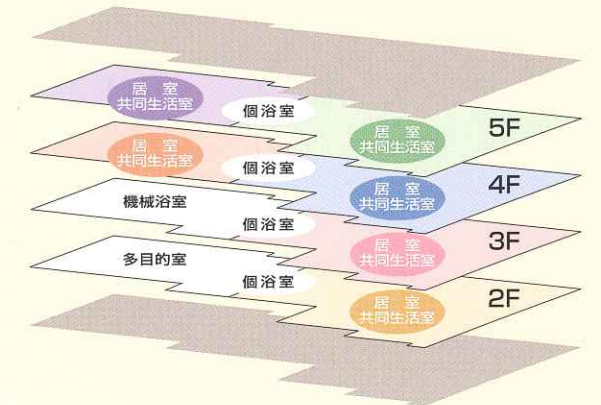 居 室
共同生活室
個浴室
居 室
共同生活室
5F
居 室
共同生活室
個浴室
居 室
共同生活室
4F
機械浴室
個浴室
居 室
共同生活室
3F
多目的室
個浴室
居 室
共同生活室
2F